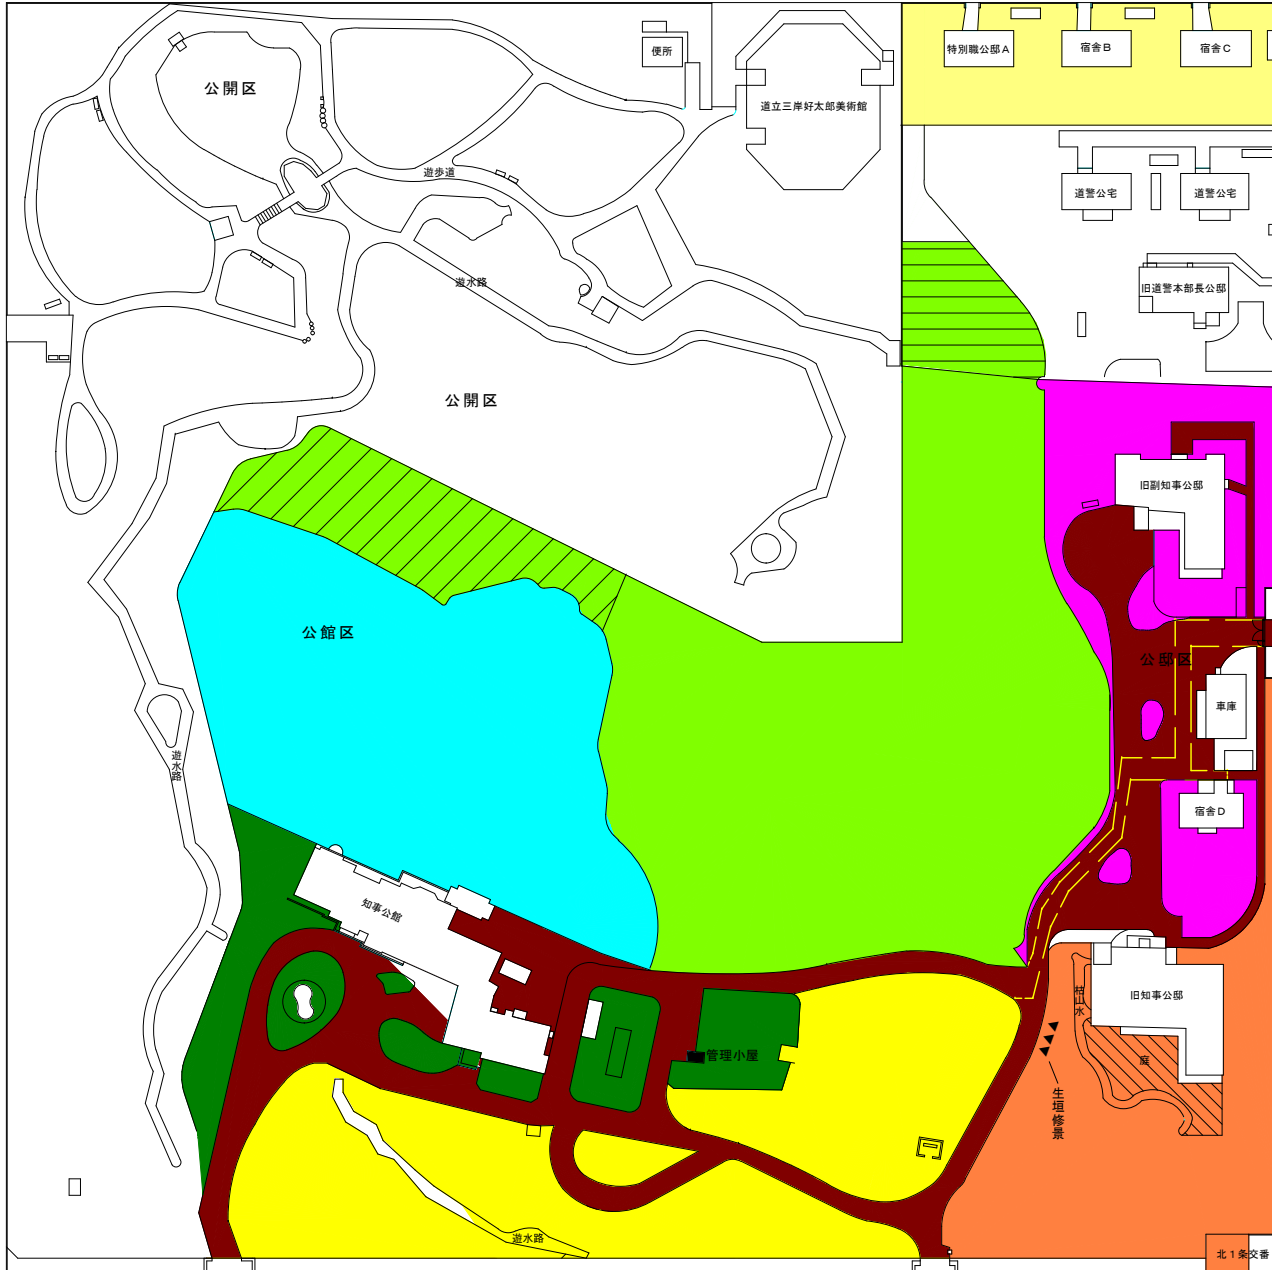 特別職公邸A
宿舎B
宿舎C
便所
公開区
道立三岸好太郎美術館
遊歩道
道警公宅
道警公宅
遊水路
旧道警本部長公邸
公開区
旧副知事公邸
公館区
公邸区
車庫
遊水路
宿舎D
知事公館
枯山水
旧知事公邸
管理小屋
庭
生垣修景
遊水路
北1条交番